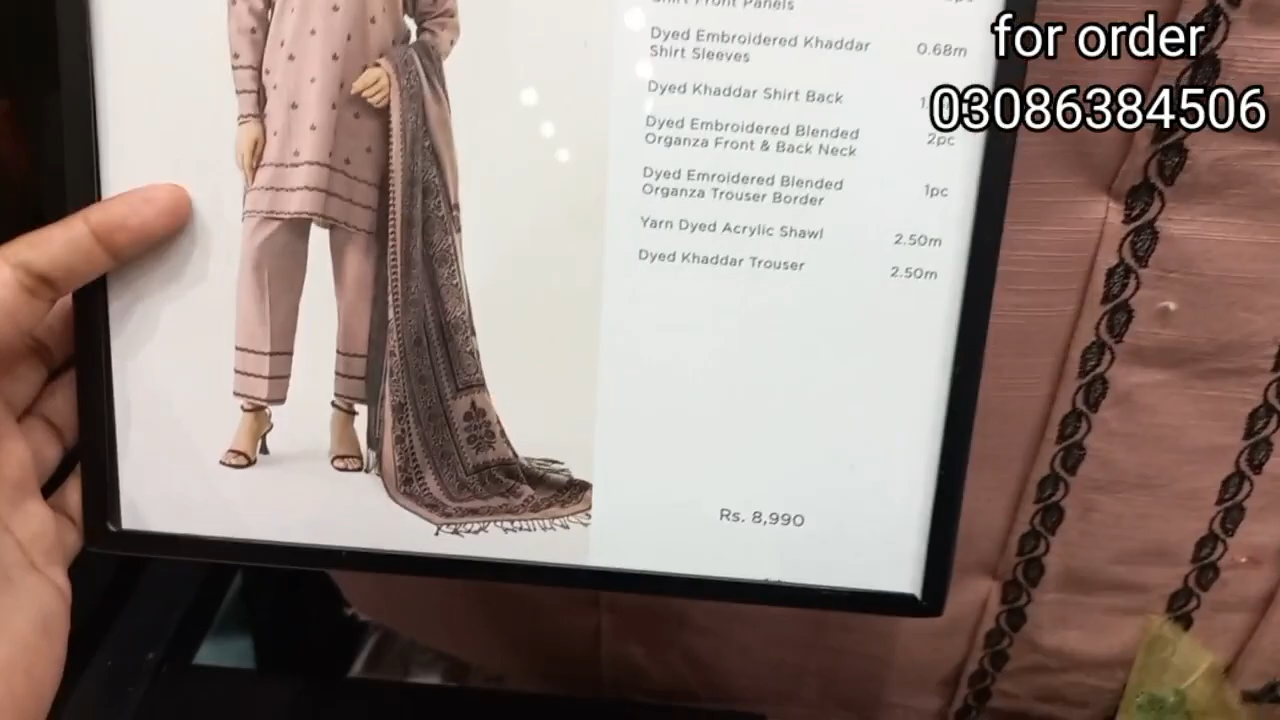 Front Panels
Dyed Embroidered Khaddar
Shirt Sleeves
0.68m
Dyed Khaddar Shirt Back
Dyed Embroidered Blended
Organza Front & Back Neck
2pc
Dyed Emroidered Blended
Organza Trouser Border
1pc
Yarn Dyed Acrylic Shawl
2.50m
Dyed Khaddar Trouser
2.50m
Rs. 8,990
for order
03086384506